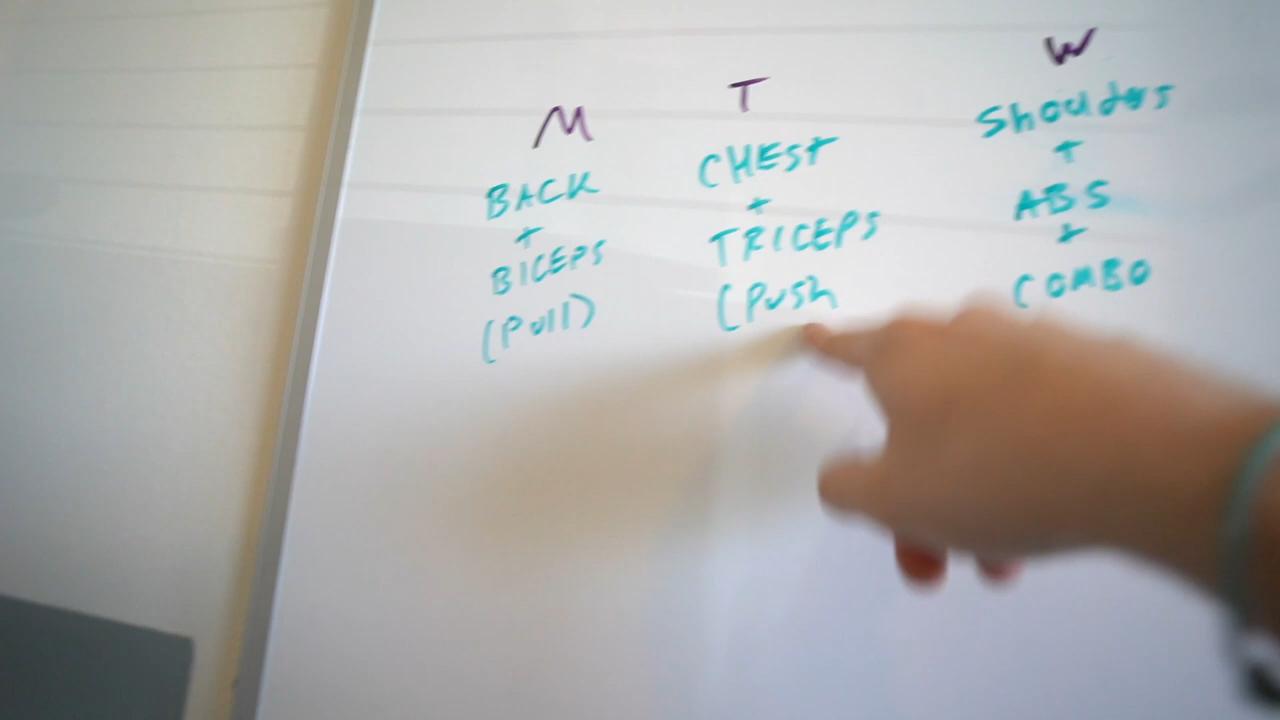 M
BACK
+
BICEPS
(Pull)
T
CHEST
+
TRICEPS
(Push
W
Shoulders
+
ABS
+
COMBO